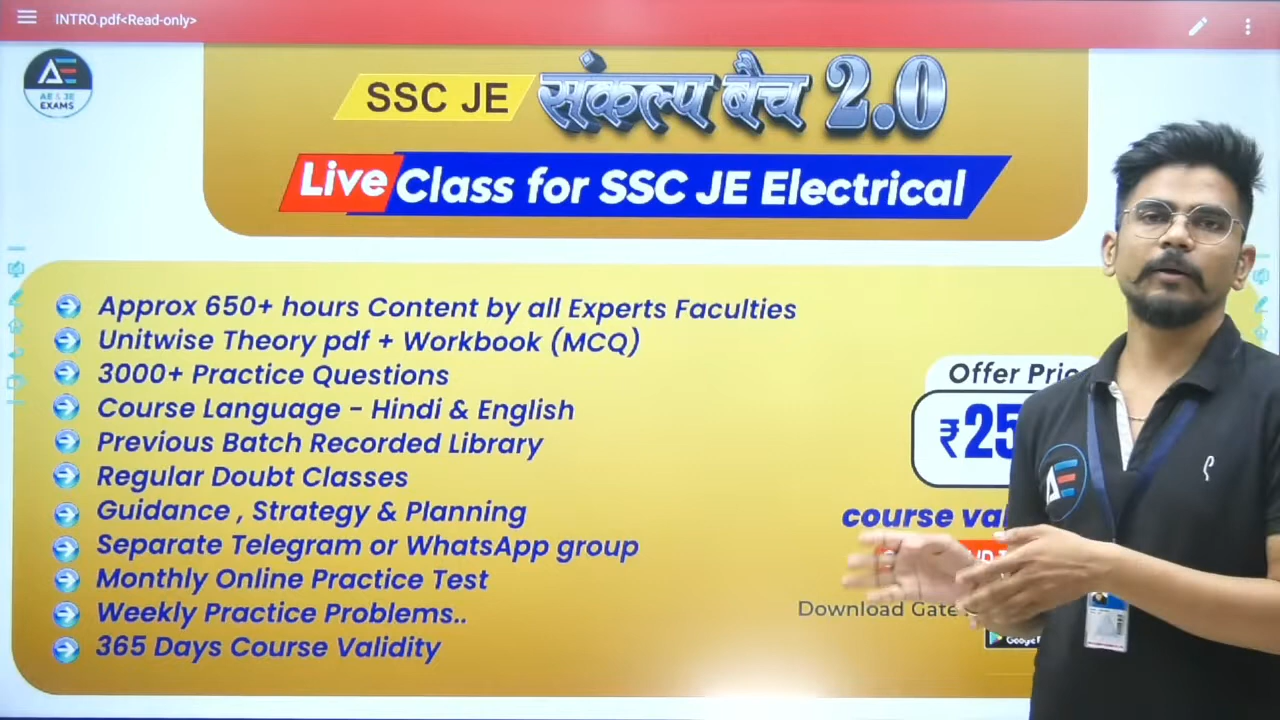 INTRO.pdf<Read-only>
AE & JE
EXAMS
SSC JE संकल्प बैच 2.0
Live Class for SSC JE Electrical
Approx 650+ hours Content by all Experts Faculties
Unitwise Theory pdf + Workbook (MCQ)
3000+ Practice Questions
Course Language - Hindi & English
Previous Batch Recorded Library
Regular Doubt Classes
Guidance , Strategy & Planning
Separate Telegram or WhatsApp group
Monthly Online Practice Test
Weekly Practice Problems..
365 Days Course Validity
Offer
₹25
course
Download Gate